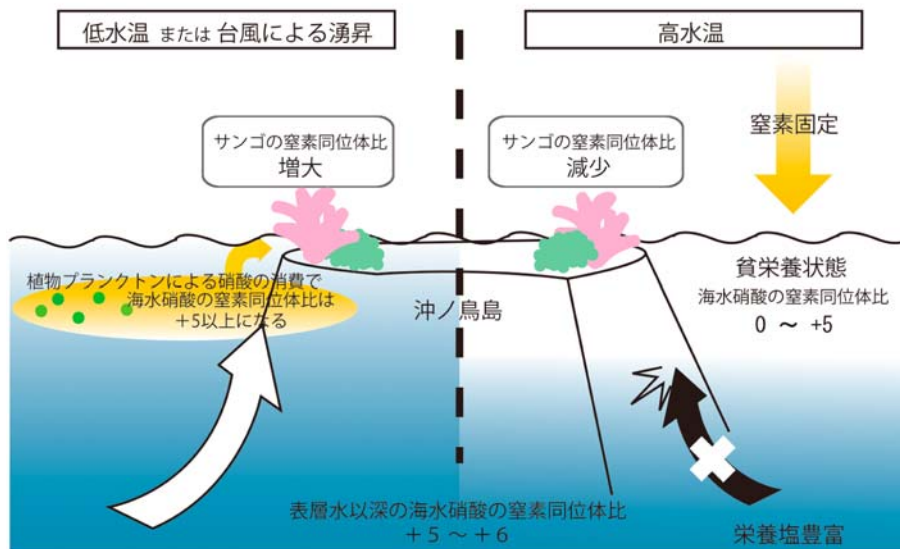 低水温 または 台風による湧昇
高水温
サンゴの窒素同位体比
増大
サンゴの窒素同位体比
減少
窒素固定
植物プランクトンによる硝酸の消費で
海水硝酸の窒素同位体比は
+5以上になる
沖ノ鳥島
貧栄養状態
海水硝酸の窒素同位体比
0 ～ +5
表層水以深の海水硝酸の窒素同位体比
+5～+6
栄養塩豊富